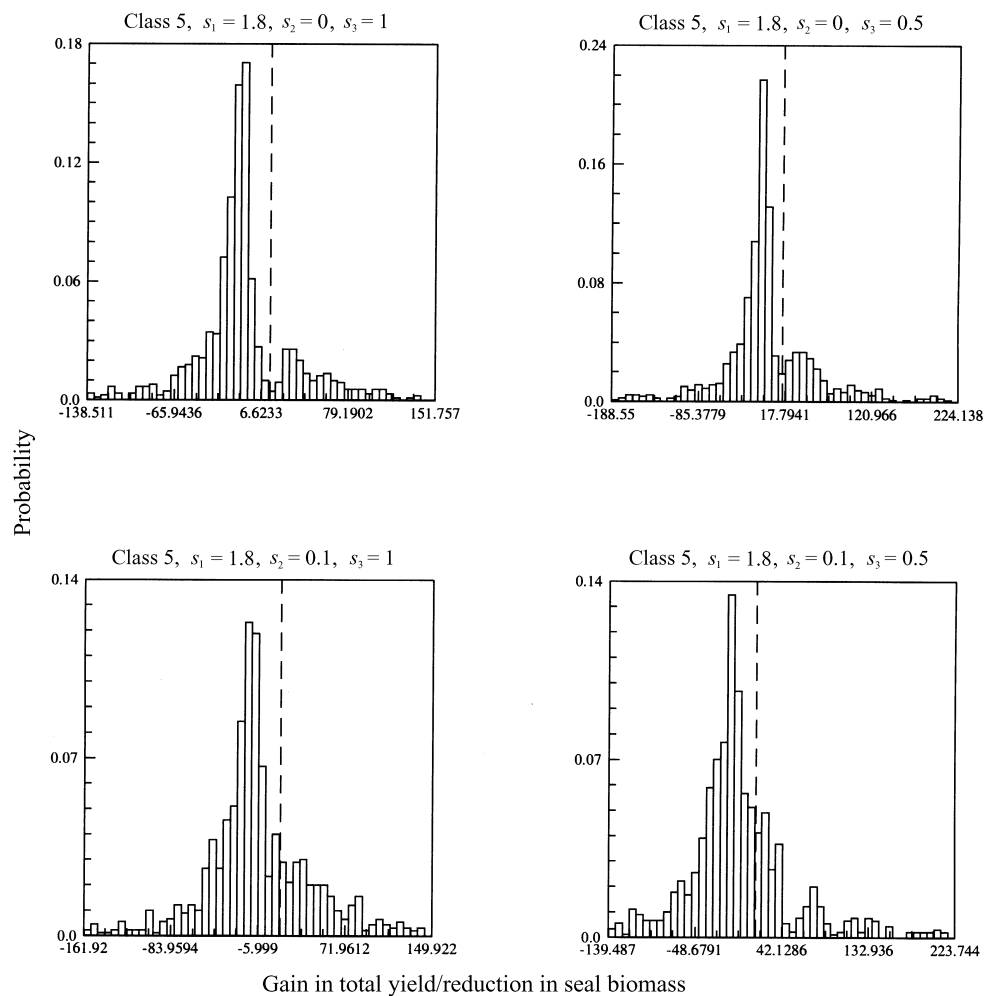 Class 5, s₁ = 1.8, s₂ = 0, s₃ = 1
0.18
0.12
0.06
0.0
-138.511 -65.9436 6.6233 79.1902 151.757
Class 5, s₁ = 1.8, s₂ = 0, s₃ = 0.5
0.24
0.16
0.08
0.0
-188.55 -85.3779 17.7941 120.966 224.138
Probability
Class 5, s₁ = 1.8, s₂ = 0.1, s₃ = 1
0.14
0.07
0.0
-161.92 -83.9594 -5.999 71.9612 149.922
Class 5, s₁ = 1.8, s₂ = 0.1, s₃ = 0.5
0.14
0.07
0.0
-139.487 -48.6791 42.1286 132.936 223.744
Gain in total yield/reduction in seal biomass